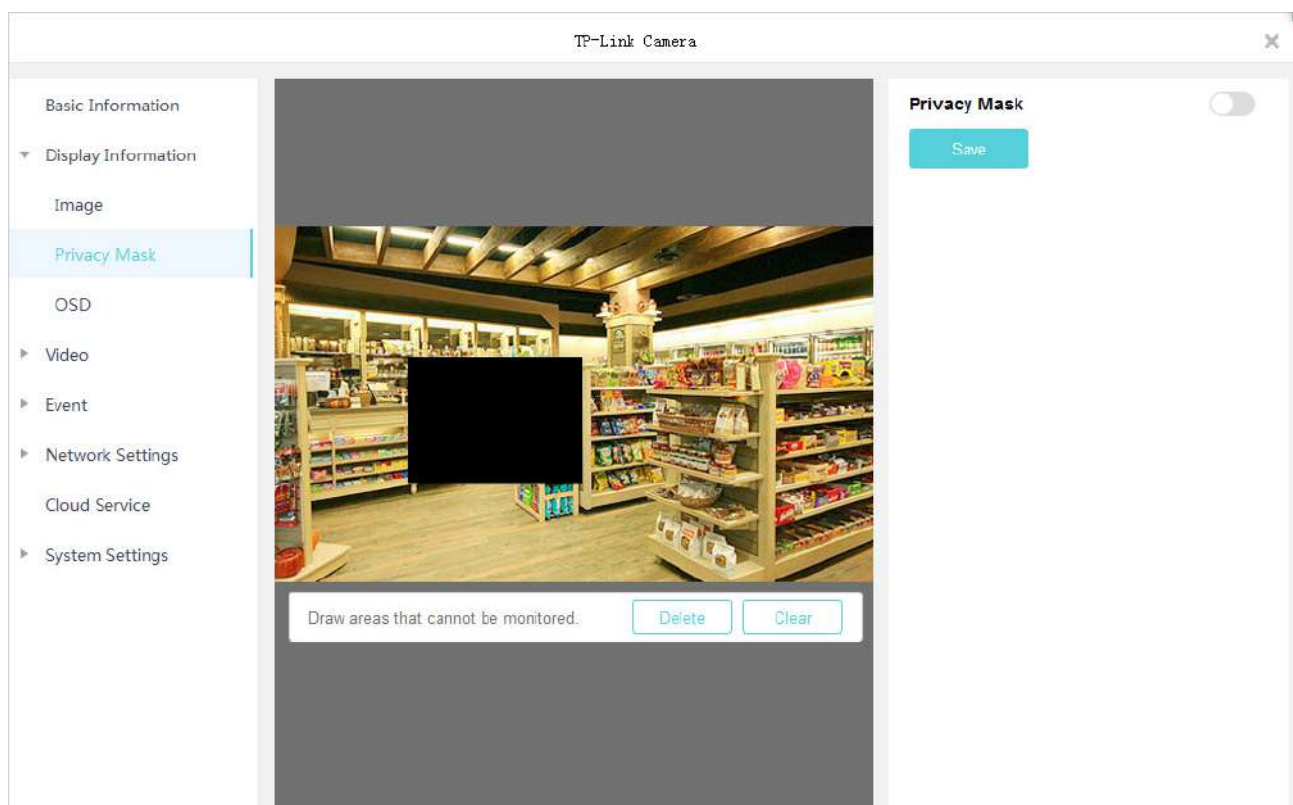 TP-Link Camera
Basic Information
Display Information
Image
Privacy Mask
OSD
Video
Event
Network Settings
Cloud Service
System Settings
Draw areas that cannot be monitored.
Delete
Clear
Privacy Mask
Save